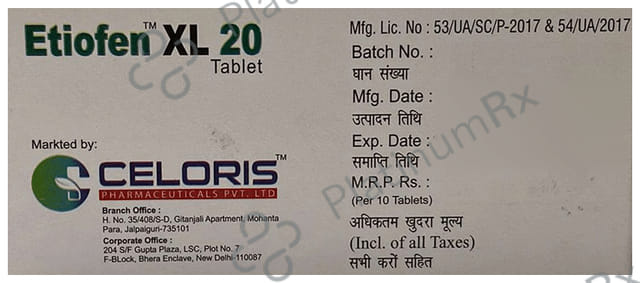 Etiofen™ XL 20
Tablet
Markted by:
CELORIS™
PHARMACEUTICALS PVT. LTD
Branch Office :
H. No. 35/408/S-D, Gitanjali Apartment, Mohanta
Para, Jalpaiguri-735101
Corporate Office :
204 S/F Gupta Plaza, LSC, Plot No. 7
F-BLock, Bhera Enclave, New Delhi-110087
Mfg. Lic. No : 53/UA/SC/P-2017 & 54/UA/2017
Batch No. :
घान संख्या
Mfg. Date :
उत्पादन तिथि
Exp. Date :
समाप्ति तिथि
M.R.P. Rs. :
(Per 10 Tablets)
अधिकतम खुदरा मूल्य
(Incl. of all Taxes)
सभी करों सहित
PlatinumRx